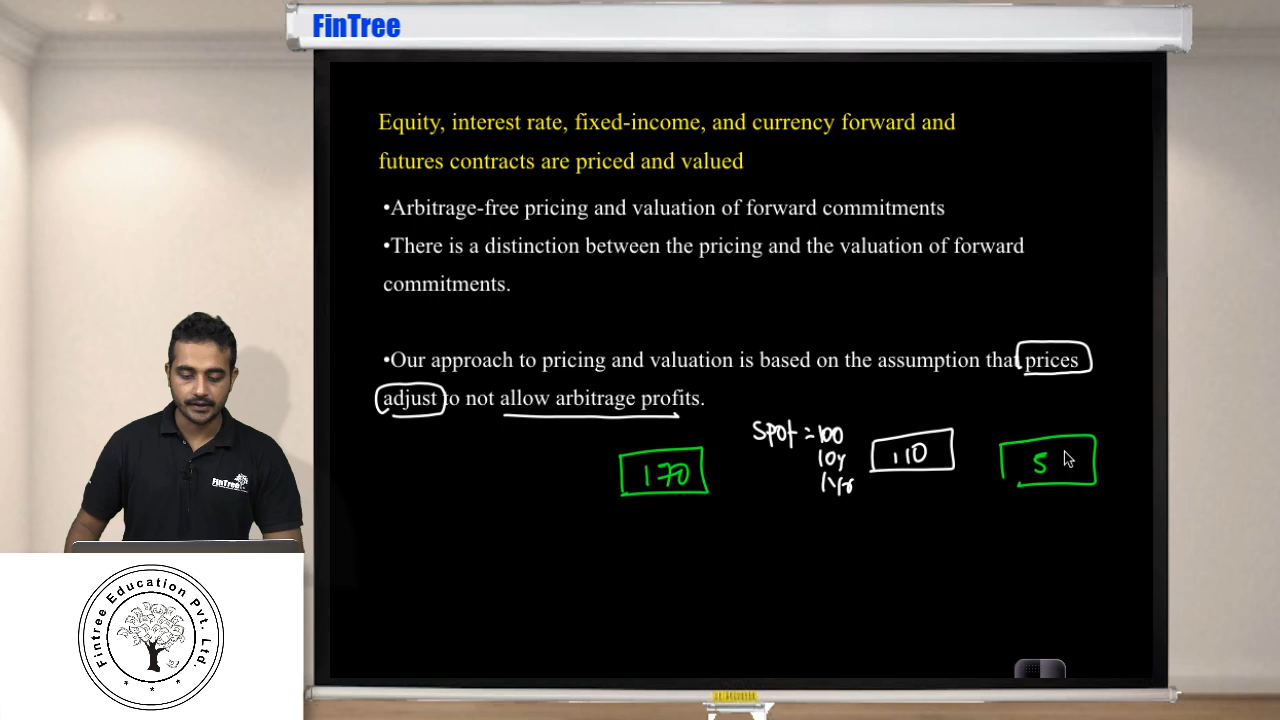 FinTree
Equity, interest rate, fixed-income, and currency forward and
futures contracts are priced and valued
•Arbitrage-free pricing and valuation of forward commitments
•There is a distinction between the pricing and the valuation of forward
commitments.
•Our approach to pricing and valuation is based on the assumption that prices
adjust to not allow arbitrage profits.
Spot = 100
10%
1yr
110
170
5
FinTree
Fintree Education Pvt. Ltd.